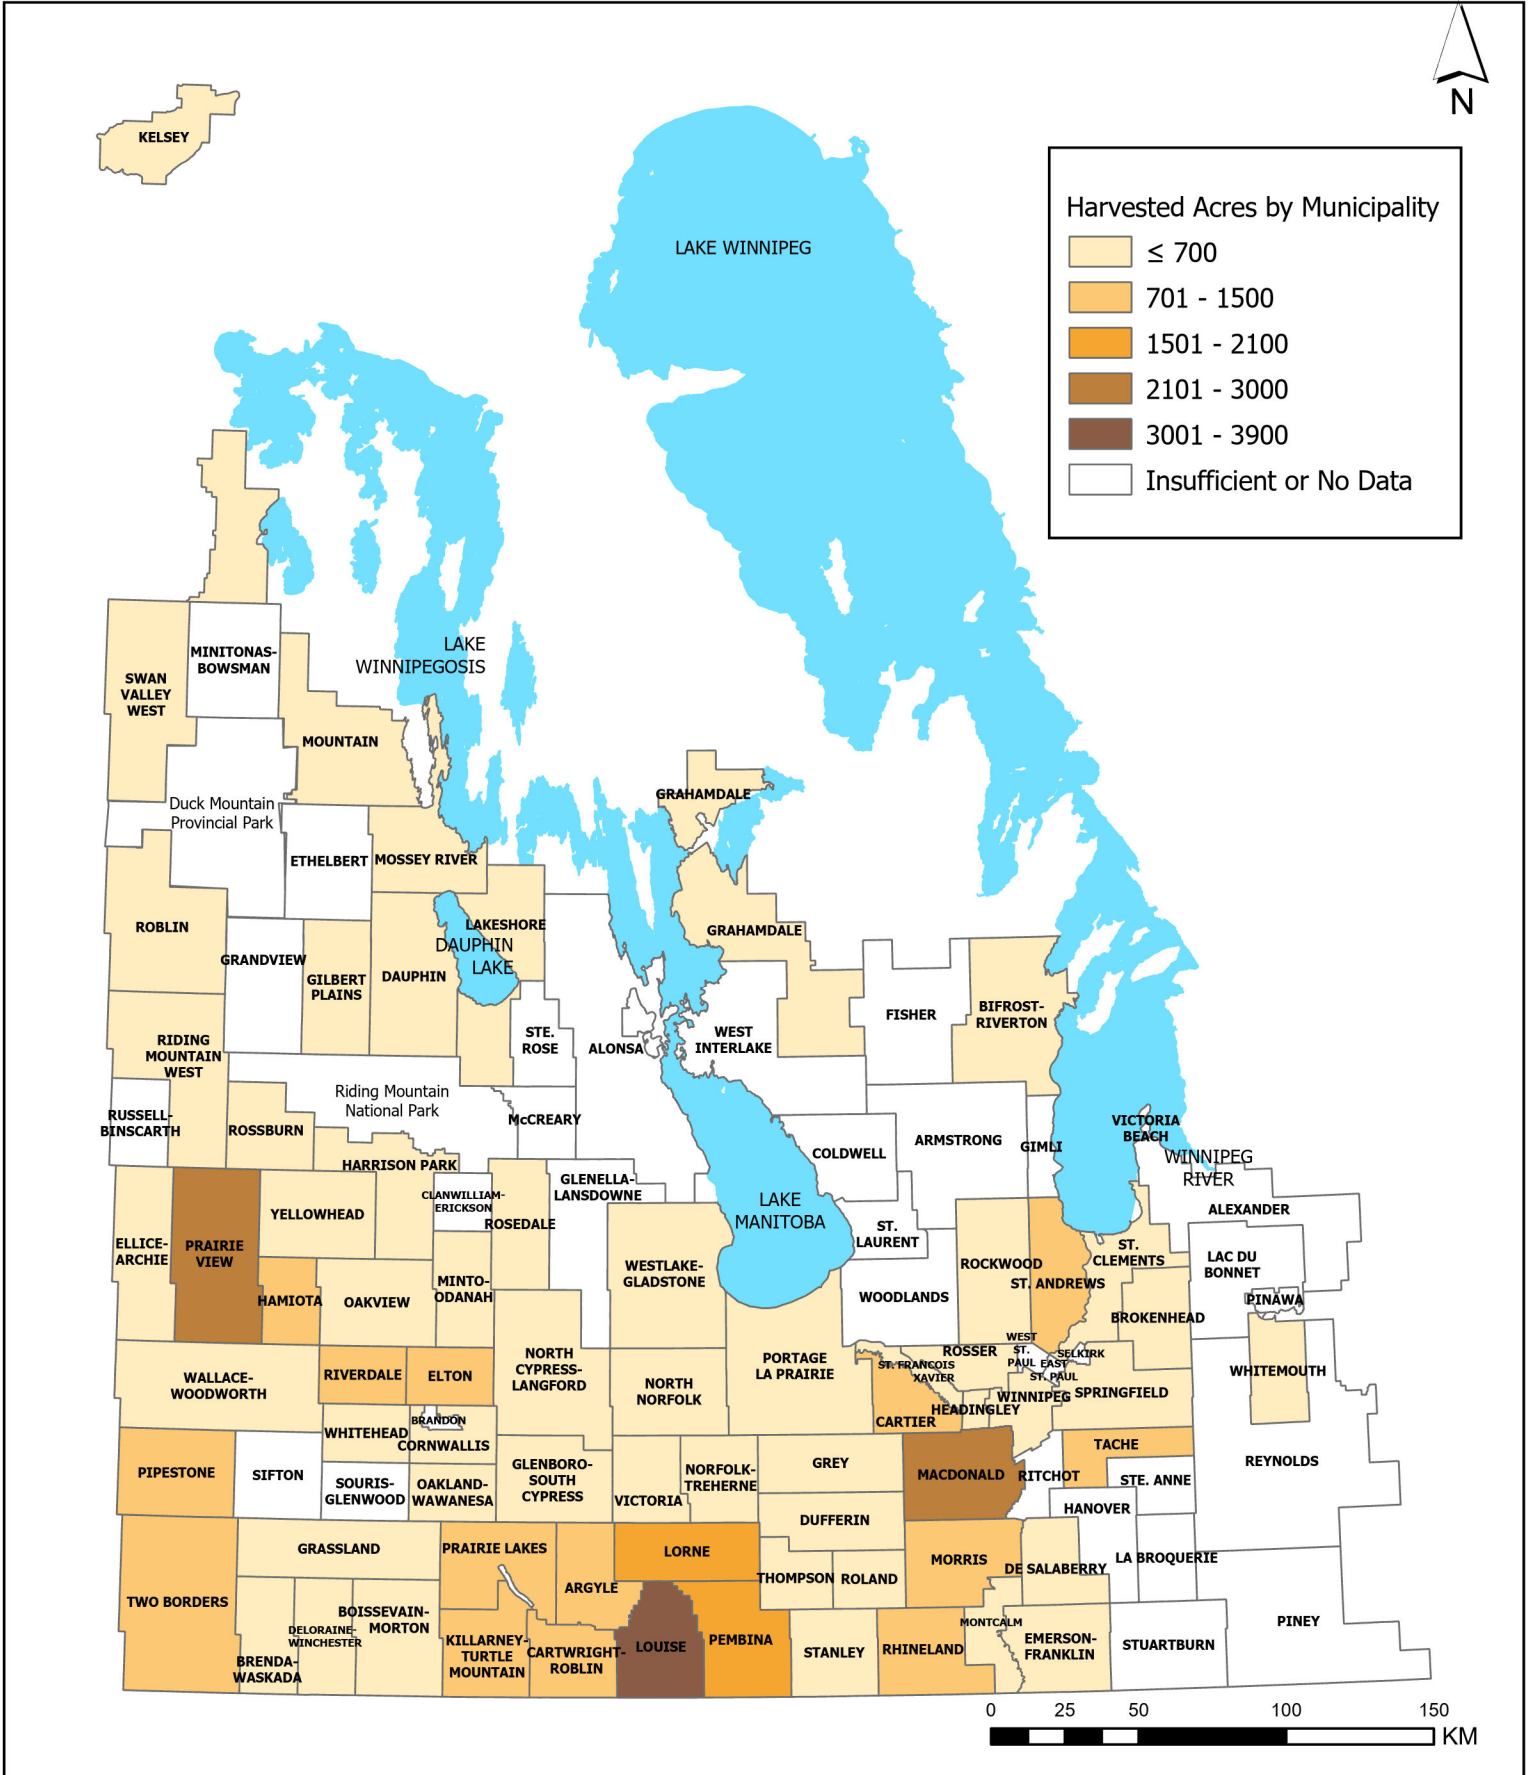 N
KELSEY
Harvested Acres by Municipality
≤ 700
701 - 1500
1501 - 2100
2101 - 3000
3001 - 3900
Insufficient or No Data
LAKE WINNIPEG
LAKE
WINNIPEGOSIS
MINITONAS-
BOWSMAN
SWAN
VALLEY
WEST
MOUNTAIN
Duck Mountain
Provincial Park
GRAHAMDALE
ETHELBERT
MOSSEY RIVER
ROBLIN
LAKESHORE
DAUPHIN
LAKE
GRAHAMDALE
GRANDVIEW
GILBERT
PLAINS
DAUPHIN
FISHER
BIFROST-
RIVERTON
RIDING
MOUNTAIN
WEST
STE.
ROSE
ALONSA
WEST
INTERLAKE
Riding Mountain
National Park
RUSSELL-
BINSCARTH
ROSSBURN
McCREARY
VICTORIA
BEACH
ARMSTRONG
GIMLI
COLDWELL
WINNIPEG
RIVER
HARRISON PARK
GLENELLA-
LANSDOWNE
CLANWILLIAM-
ERICKSON
ROSEDALE
YELLOWHEAD
LAKE
MANITOBA
ALEXANDER
ST.
LAURENT
ELLICE-
ARCHIE
PRAIRIE
VIEW
ST.
CLEMENTS
LAC DU
BONNET
ROCKWOOD
ST. ANDREWS
WESTLAKE-
GLADSTONE
MINTO-
ODANAH
HAMIOTA
OAKVIEW
WOODLANDS
PINAWA
BROKENHEAD
WEST
ST.
PAUL
ROSSER
SELKIRK
EAST
ST. PAUL
ST. FRANCOIS
XAVIER
NORTH
CYPRESS-
LANGFORD
PORTAGE
LA PRAIRIE
WHITEMOUTH
WALLACE-
WOODWORTH
RIVERDALE
ELTON
NORTH
NORFOLK
WINNIPEG
SPRINGFIELD
HEADINGLEY
CARTIER
BRANDON
WHITEHEAD
CORNWALLIS
TACHE
PIPESTONE
SIFTON
SOURIS-
GLENWOOD
OAKLAND-
WAWANESA
GLENBORO-
SOUTH
CYPRESS
VICTORIA
NORFOLK-
TREHERNE
GREY
MACDONALD
RITCHOT
STE. ANNE
REYNOLDS
HANOVER
DUFFERIN
GRASSLAND
PRAIRIE LAKES
LORNE
MORRIS
DE SALABERRY
LA BROQUERIE
ARGYLE
THOMPSON
ROLAND
TWO BORDERS
BOISSEVAIN-
MORTON
DELORAINE-
WINCHESTER
BRENDA-
WASKADA
KILLARNEY-
TURTLE
MOUNTAIN
CARTWRIGHT-
ROBLIN
LOUISE
PEMBINA
STANLEY
RHINELAND
MONTCALM
EMERSON-
FRANKLIN
STUARTBURN
PINEY
0 25 50 100 150
KM